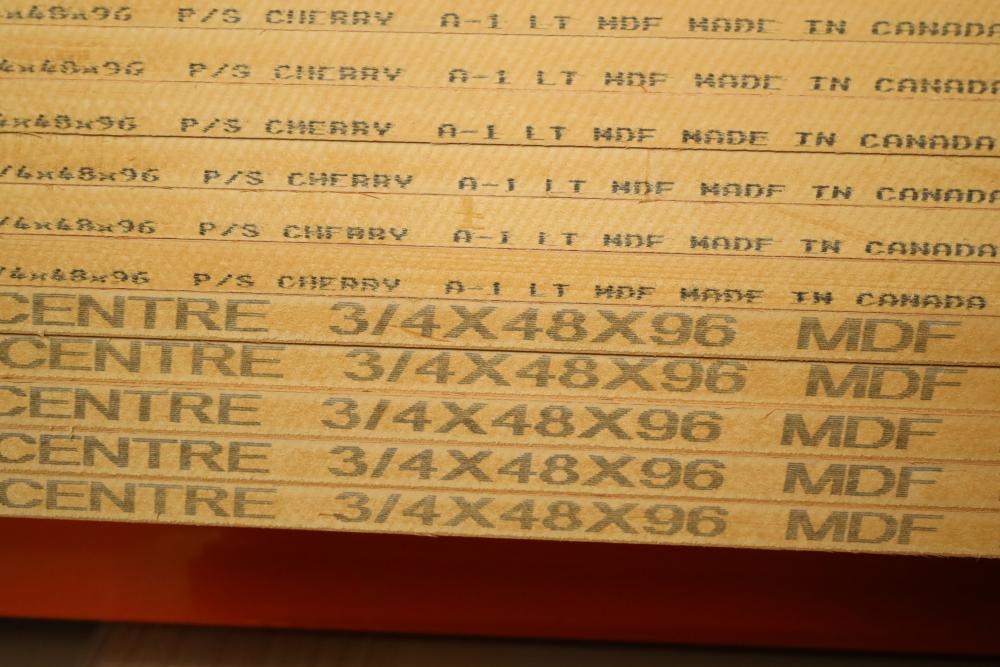 x48x96 P/S CHERRY A-1 LT MDF MADE IN CANADA
4x48x96 P/S CHERRY A-1 LT MDF MADE IN CANADA
4x48x96 P/S CHERRY A-1 LT MDF MADE IN CANADA
/4x48x96 P/S CHERRY A-1 LT MDF MADE IN CANADA
/4x48x96 P/S CHERRY A-1 LT MDF MADE IN CANADA
/4x48x96 P/S CHERRY A-1 LT MDF MADE IN CANADA
CENTRE 3/4X48X96 MDF
CENTRE 3/4X48X96 MDF
CENTRE 3/4X48X96 MDF
CENTRE 3/4X48X96 MDF
CENTRE 3/4X48X96 MDF